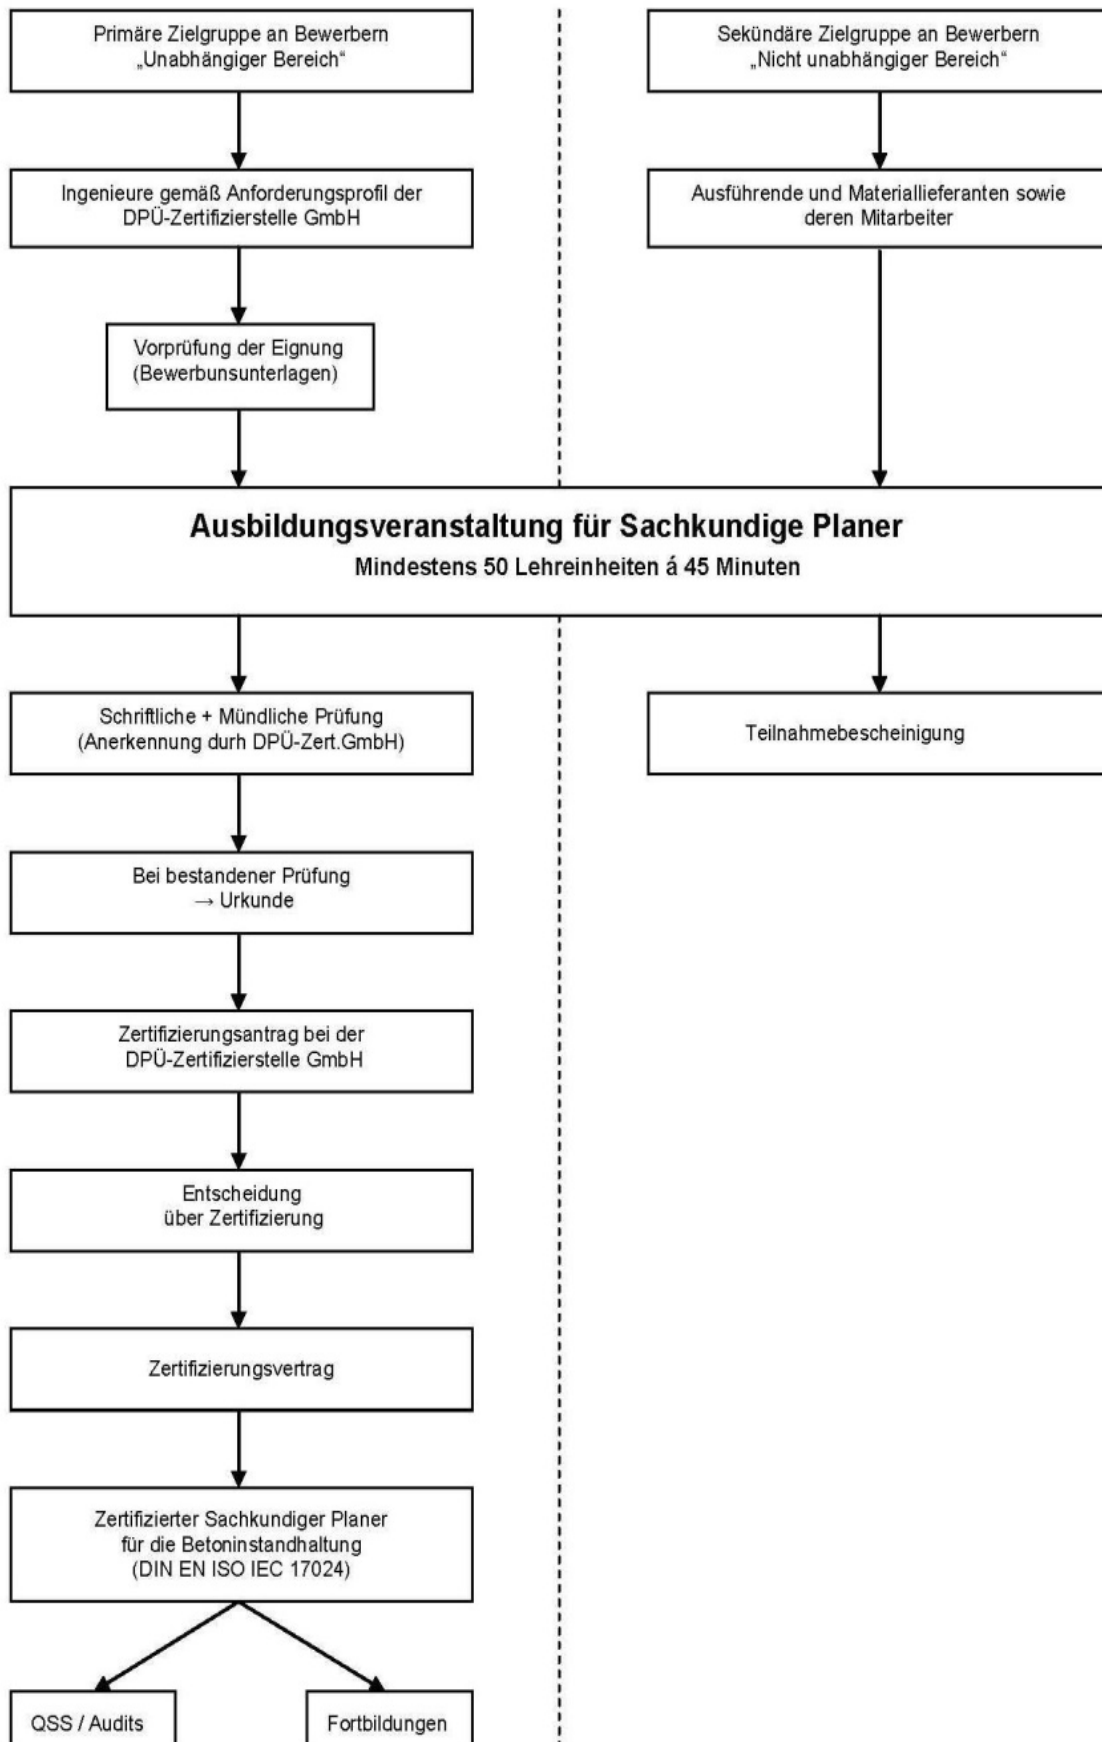 Primäre Zielgruppe an Bewerbern
„Unabhängiger Bereich“
Sekündäre Zielgruppe an Bewerbern
„Nicht unabhängiger Bereich“
Ingenieure gemäß Anforderungsprofil der
DPÜ-Zertifizierstelle GmbH
Ausführende und Materiallieferanten sowie
deren Mitarbeiter
Vorprüfung der Eignung
(Bewerbunsunterlagen)
Ausbildungsveranstaltung für Sachkundige Planer
Mindestens 50 Lehreinheiten á 45 Minuten
Schriftliche + Mündliche Prüfung
(Anerkennung durh DPÜ-Zert.GmbH)
Teilnahmebescheinigung
Bei bestandener Prüfung
→ Urkunde
Zertifizierungsantrag bei der
DPÜ-Zertifizierstelle GmbH
Entscheidung
über Zertifizierung
Zertifizierungsvertrag
Zertifizierter Sachkundiger Planer
für die Betoninstandhaltung
(DIN EN ISO IEC 17024)
QSS / Audits
Fortbildungen